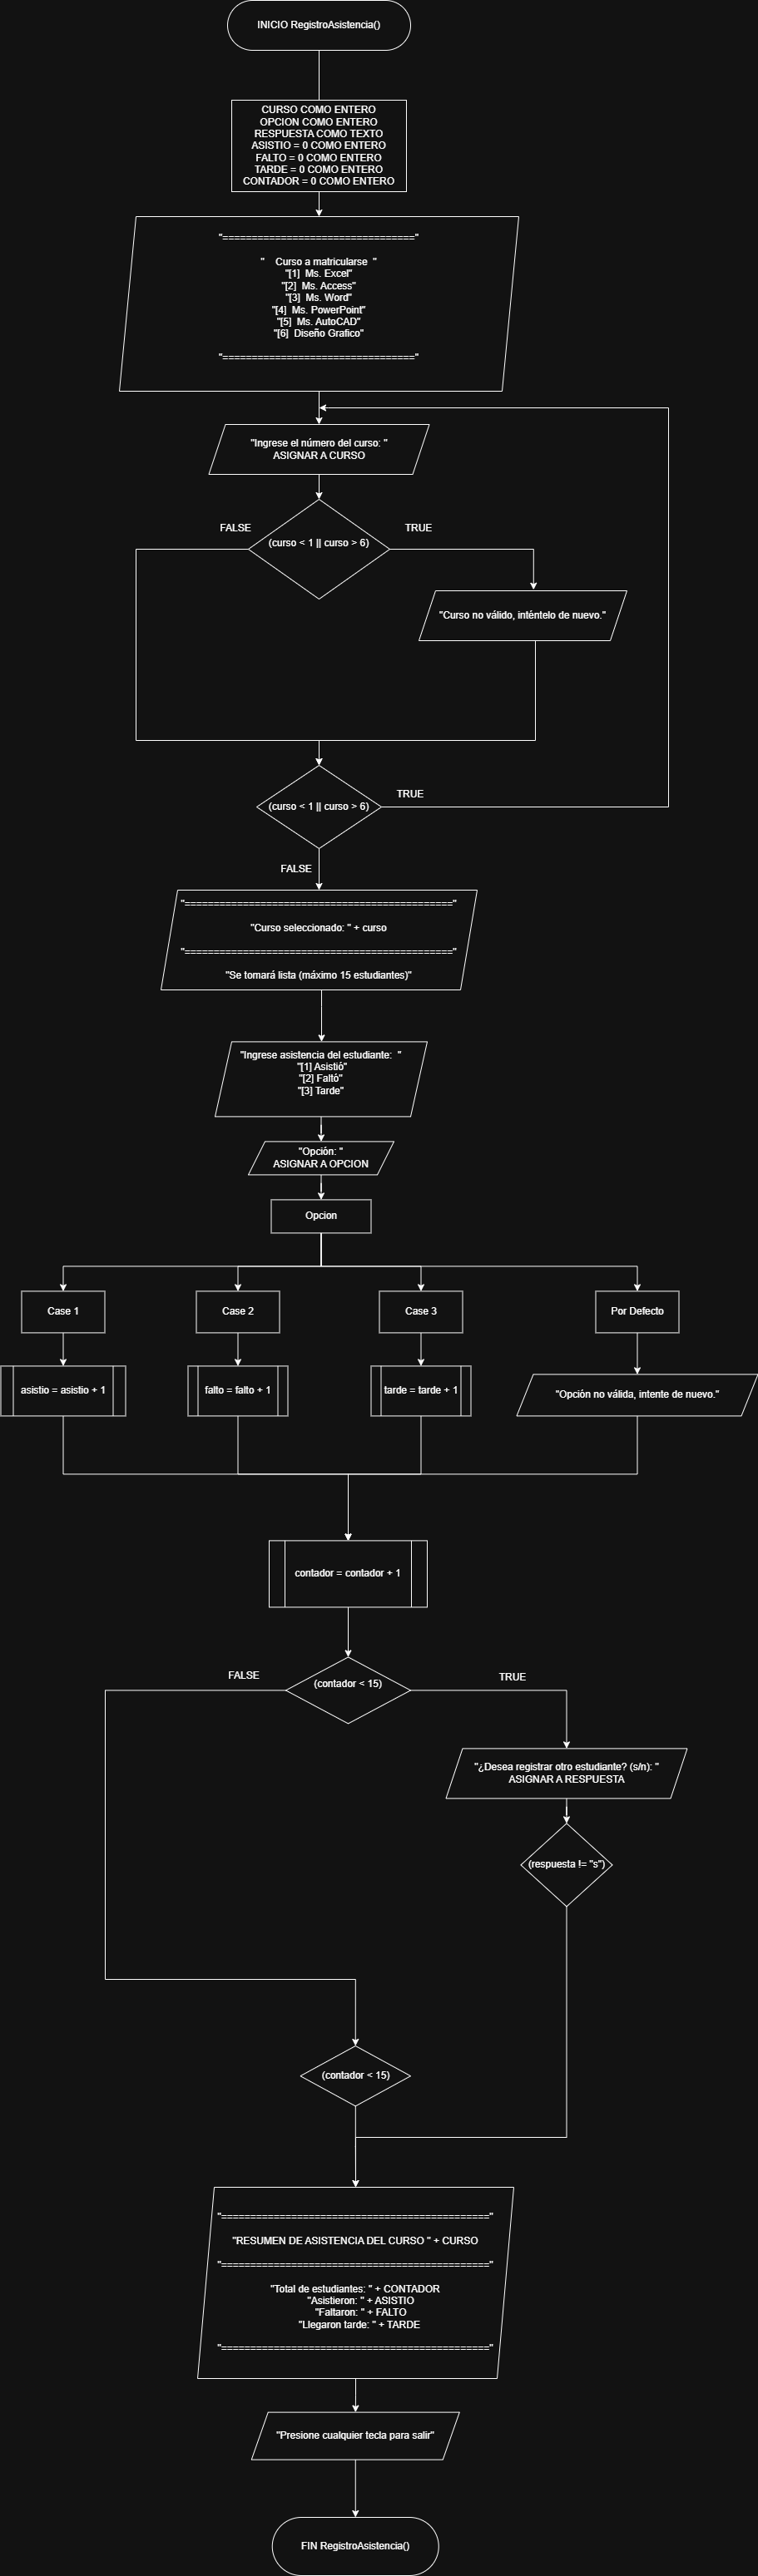 INICIO RegistroAsistencia()
CURSO COMO ENTERO
OPCION COMO ENTERO
RESPUESTA COMO TEXTO
ASISTIO = 0 COMO ENTERO
FALTO = 0 COMO ENTERO
TARDE = 0 COMO ENTERO
CONTADOR = 0 COMO ENTERO
"================================="
"    Curso a matricularse  "
"[1]  Ms. Excel"
"[2]  Ms. Access"
"[3]  Ms. Word"
"[4]  Ms. PowerPoint"
"[5]  Ms. AutoCAD"
"[6]  Diseño Grafico"
"================================="
"Ingrese el número del curso: "
ASIGNAR A CURSO
FALSE
TRUE
(curso < 1 || curso > 6)
"Curso no válido, inténtelo de nuevo."
TRUE
(curso < 1 || curso > 6)
FALSE
"=============================================="
"Curso seleccionado: " + curso
"=============================================="
"Se tomará lista (máximo 15 estudiantes)"
"Ingrese asistencia del estudiante:  "
"[1] Asistió"
"[2] Faltó"
"[3] Tarde"
"Opción: "
ASIGNAR A OPCION
Opcion
Case 1
Case 2
Case 3
Por Defecto
asistio = asistio + 1
falto = falto + 1
tarde = tarde + 1
"Opción no válida, intente de nuevo."
contador = contador + 1
FALSE
TRUE
(contador < 15)
"¿Desea registrar otro estudiante? (s/n): "
ASIGNAR A RESPUESTA
(respuesta != "s")
(contador < 15)
"=============================================="
"RESUMEN DE ASISTENCIA DEL CURSO " + CURSO
"=============================================="
"Total de estudiantes: " + CONTADOR
"Asistieron: " + ASISTIO
"Faltaron: " + FALTO
"Llegaron tarde: " + TARDE
"=============================================="
"Presione cualquier tecla para salir"
FIN RegistroAsistencia()